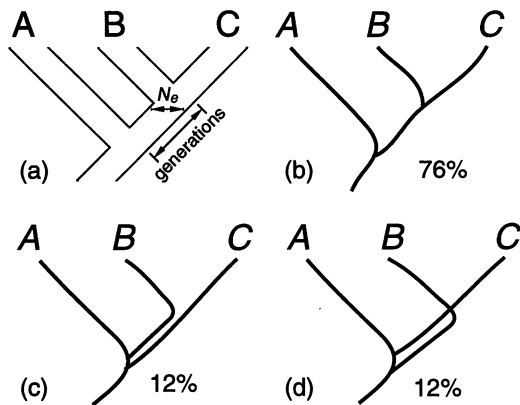 A B C
Nₑ
generations
(a)
A B C
(b) 76%
A B C
(c) 12%
A B C
(d) 12%